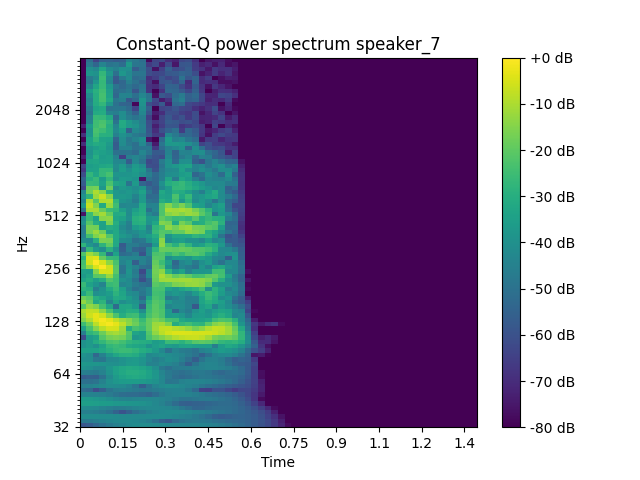 Constant-Q power spectrum speaker_7
+0 dB
-10 dB
-20 dB
-30 dB
-40 dB
-50 dB
-60 dB
-70 dB
-80 dB
Hz
2048
1024
512
256
128
64
32
0 0.15 0.3 0.45 0.6 0.75 0.9 1.1 1.2 1.4
Time